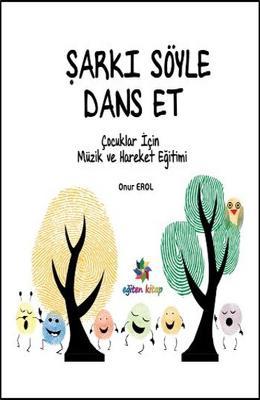 ŞARKI SÖYLE
DANS ET
Çocuklar İçin
Müzik ve Hareket Eğitimi
Onur EROL
eğiten kitap